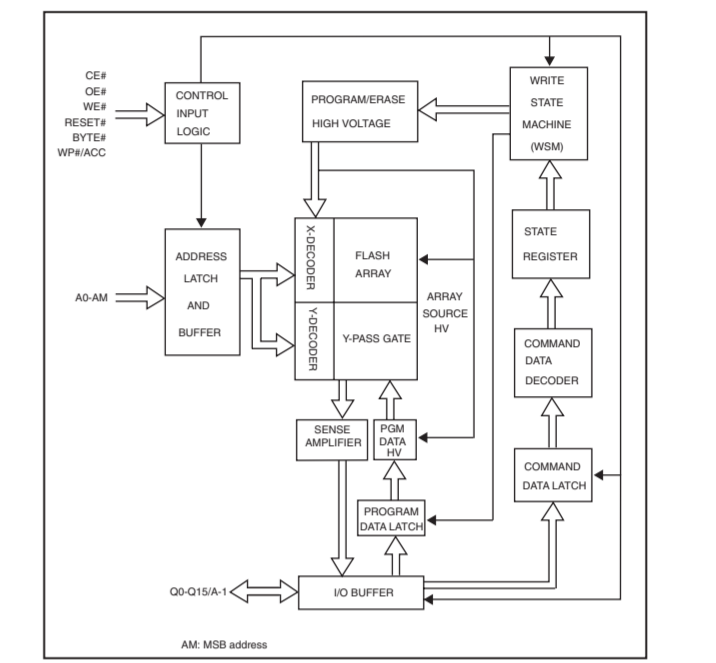 CE#
OE#
WE#
RESET#
BYTE#
WP#/ACC
CONTROL
INPUT
LOGIC
PROGRAM/ERASE
HIGH VOLTAGE
WRITE
STATE
MACHINE
(WSM)
STATE
REGISTER
ADDRESS
LATCH
AND
BUFFER
A0-AM
X-DECODER
FLASH
ARRAY
Y-DECODER
Y-PASS GATE
ARRAY
SOURCE
HV
COMMAND
DATA
DECODER
SENSE
AMPLIFIER
PGM
DATA
HV
COMMAND
DATA LATCH
PROGRAM
DATA LATCH
Q0-Q15/A-1
I/O BUFFER
AM: MSB address